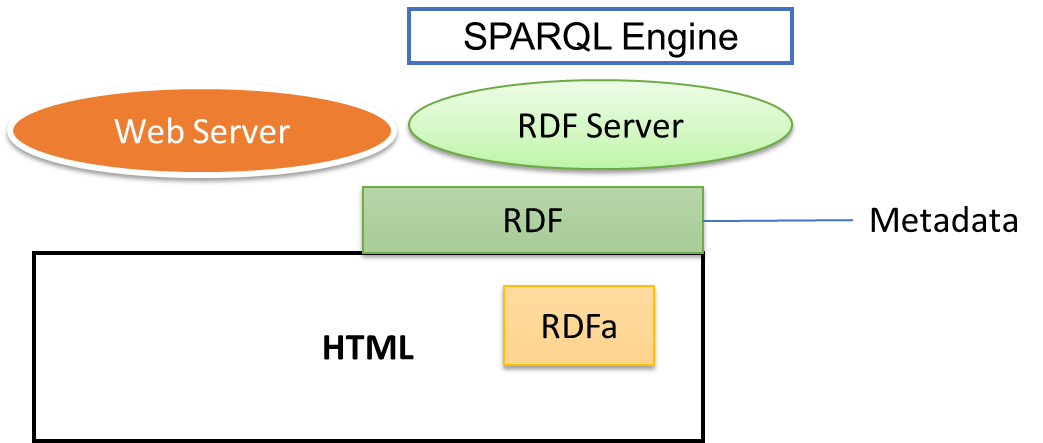 SPARQL Engine
Web Server
RDF Server
RDF
Metadata
RDFa
HTML